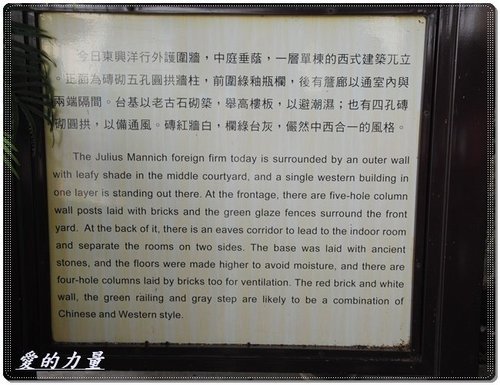 今日東興洋行外護圍牆，中庭垂蔭，一層單棟的西式建築兀立
。正面為磚砌五孔圓拱牆柱，前圍綠釉瓶欄，後有簷廊以通室內與
兩端隔間。台基以老古石砌築，舉高樓板，以避潮濕；也有四孔磚
砌圓拱，以備通風。磚紅牆白，欄綠台灰，儼然中西合一的風格。
The Julius Mannich foreign firm today is surrounded by an outer wall
with leafy shade in the middle courtyard, and a single western building in
one layer is standing out there. At the frontage, there are five-hole column
wall posts laid with bricks and the green glaze fences surround the front
yard. At the back of it, there is an eaves corridor to lead to the indoor room
and separate the rooms on two sides. The base was laid with ancient
stones, and the floors were made higher to avoid moisture, and there are
four-hole columns laid by bricks too for ventilation. The red brick and white
wall, the green railing and gray step are likely to be a combination of
Chinese and Western style.
愛的力量